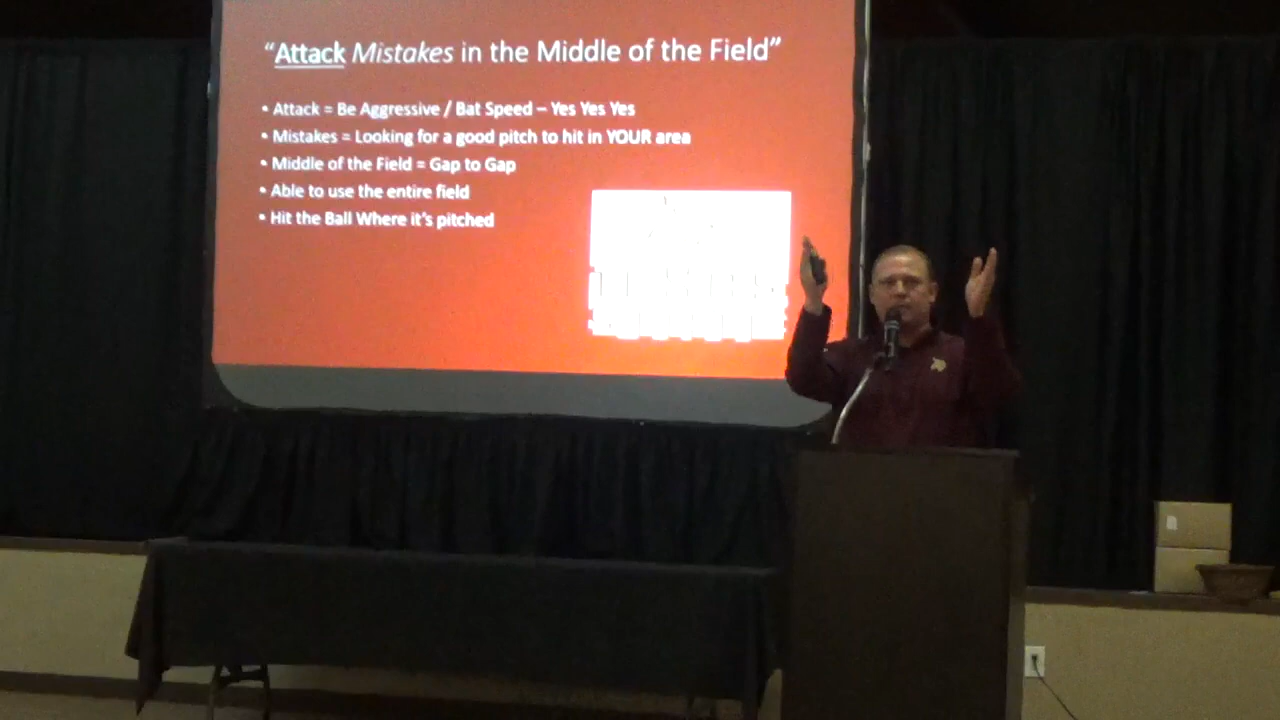 “Attack Mistakes in the Middle of the Field”
• Attack = Be Aggressive / Bat Speed – Yes Yes Yes
• Mistakes = Looking for a good pitch to hit in YOUR area
• Middle of the Field = Gap to Gap
• Able to use the entire field
• Hit the Ball Where it’s pitched